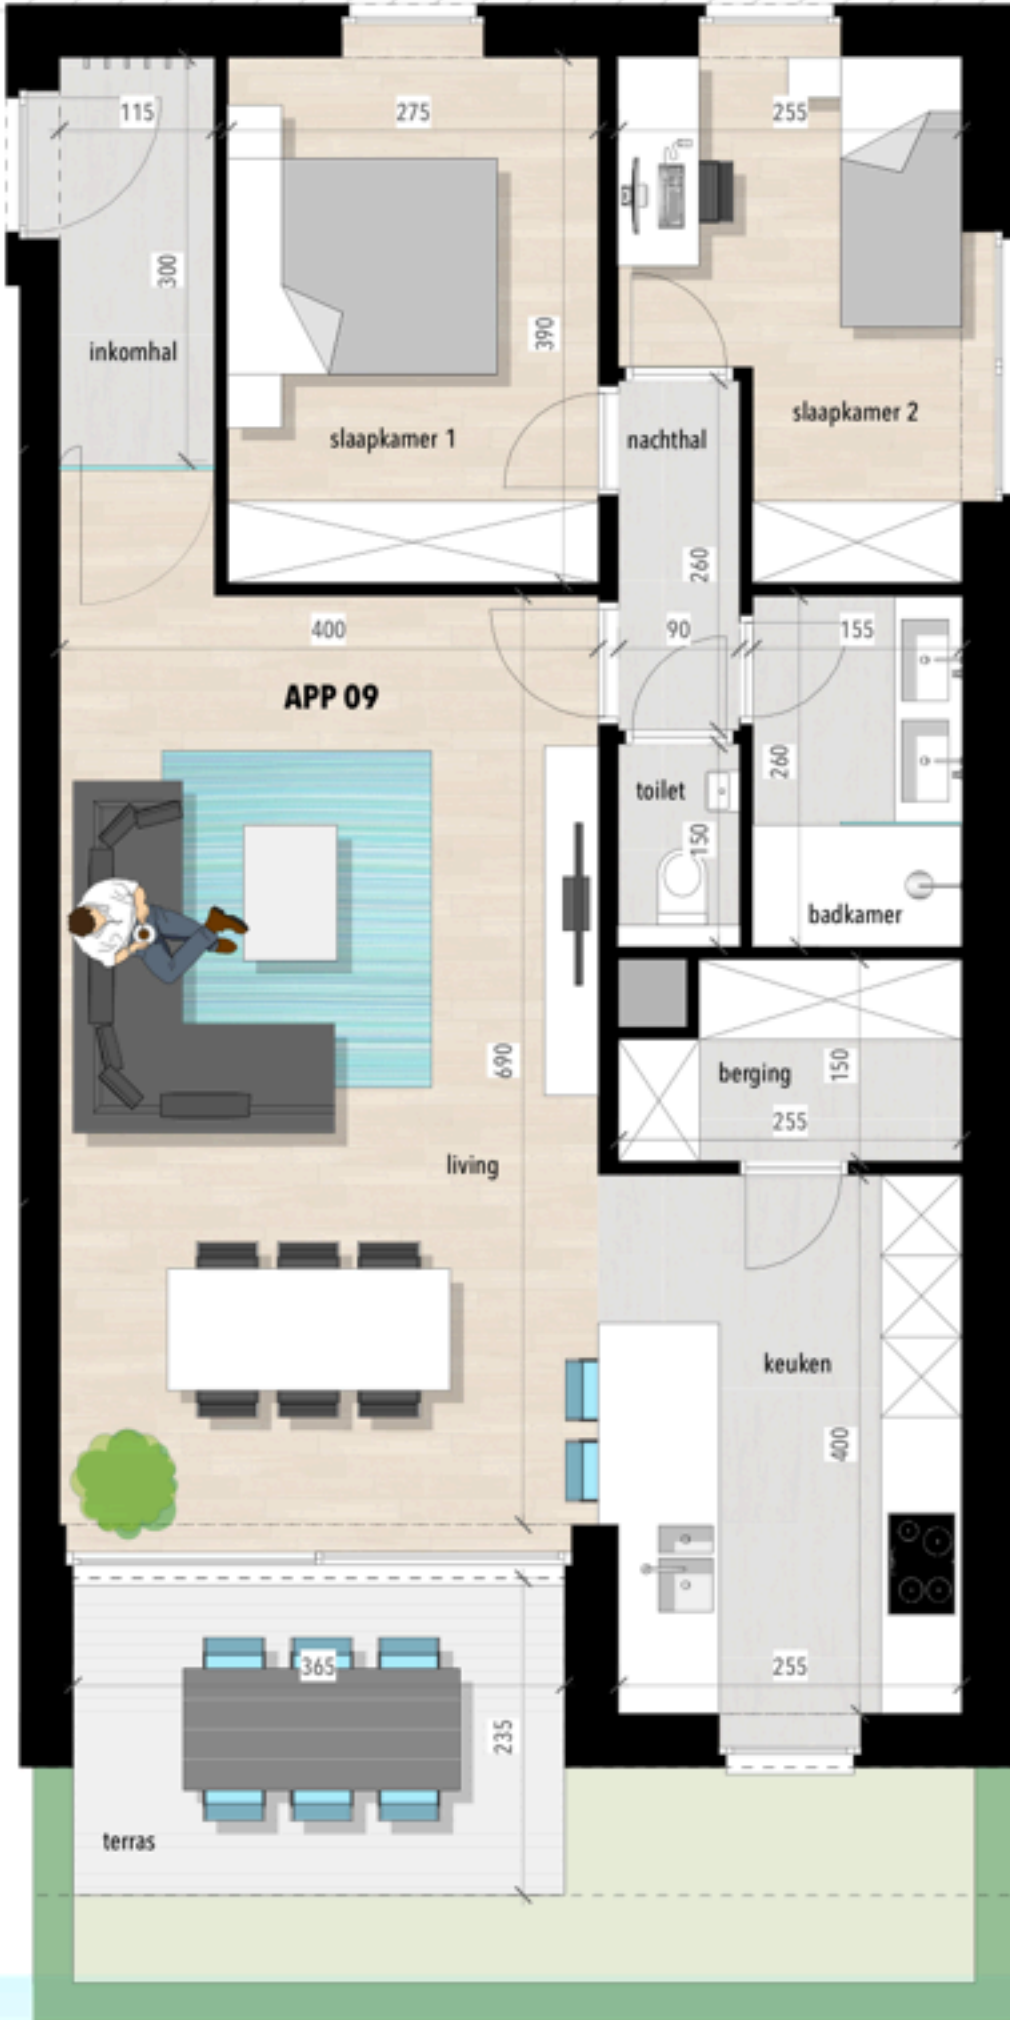 115
275
255
300
390
inkomhal
slaapkamer 1
nachthal
slaapkamer 2
260
400
90
155
APP 09
260
toilet
150
badkamer
690
berging
150
255
living
keuken
400
365
255
235
terras